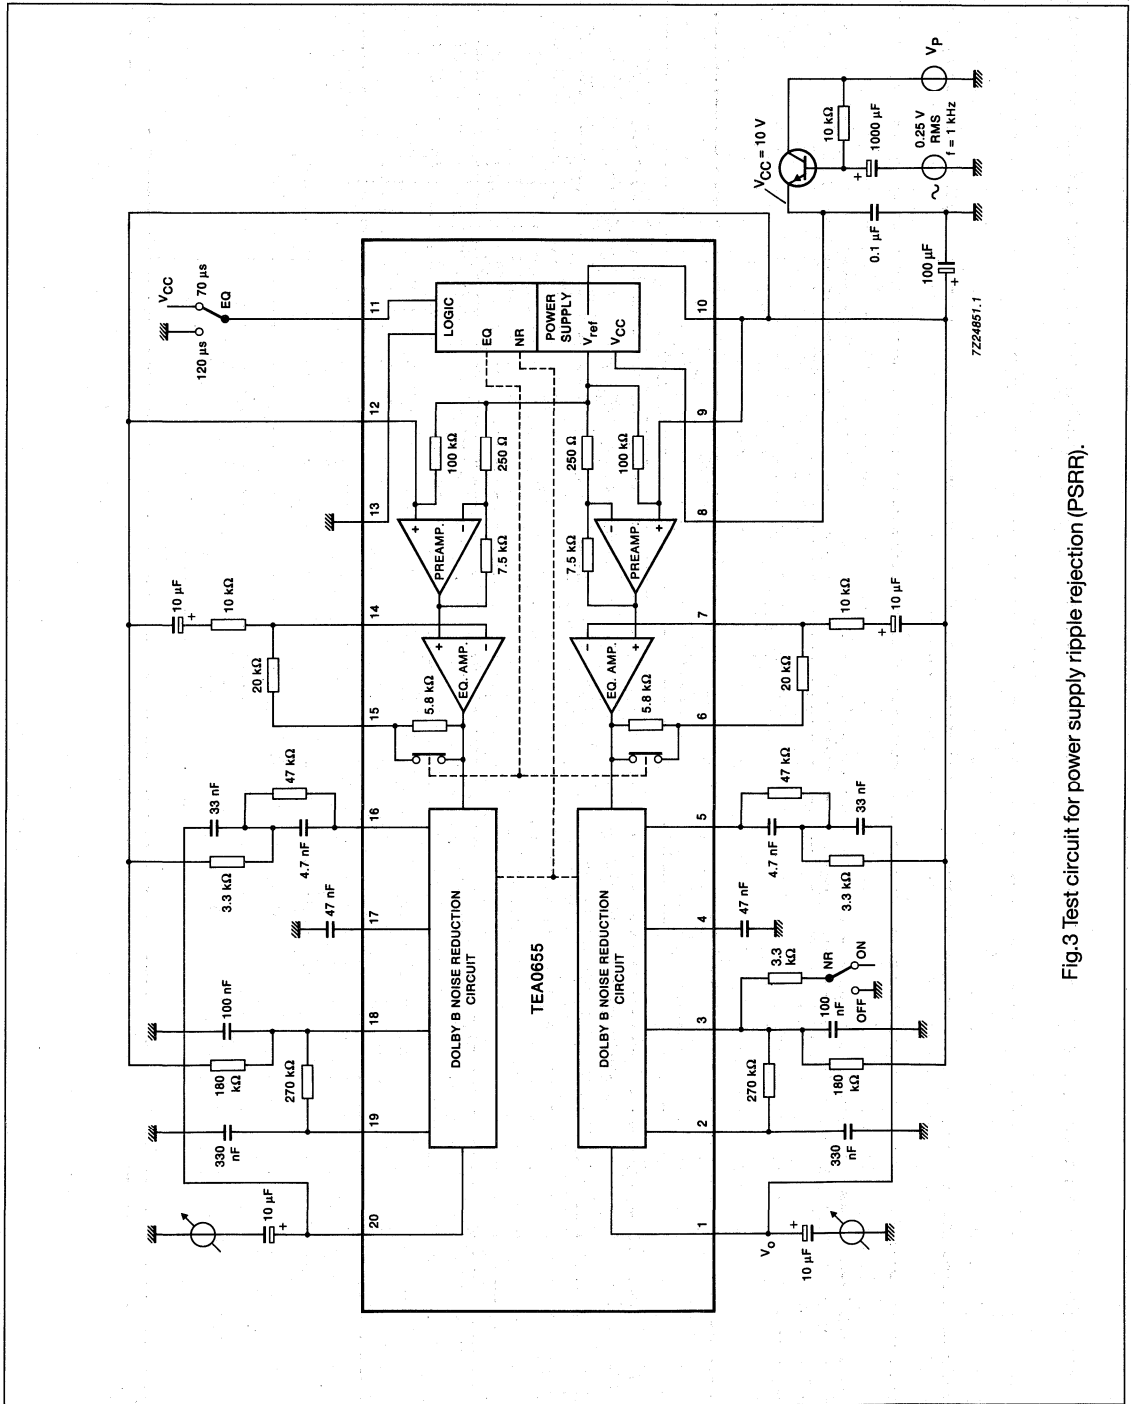 VCC
70 µs
EQ
120 µs
11
12
13
14
15
16
17
18
19
20
10 µF
+
10 kΩ
20 kΩ
33 nF
47 kΩ
3.3 kΩ
4.7 nF
47 nF
100 nF
180 kΩ
270 kΩ
330 nF
10 µF
+
LOGIC
EQ
NR
POWER SUPPLY
Vref
VCC
100 kΩ
250 Ω
+
-
PREAMP.
7.5 kΩ
+
-
EQ. AMP.
5.8 kΩ
DOLBY B NOISE REDUCTION CIRCUIT
TEA0655
250 Ω
100 kΩ
-
+
PREAMP.
7.5 kΩ
-
+
EQ. AMP.
5.8 kΩ
DOLBY B NOISE REDUCTION CIRCUIT
10
9
8
7
6
5
4
3
2
1
VCC = 10 V
10 kΩ
1000 µF
+
0.25 V
RMS
f = 1 kHz
~
VP
0.1 µF
100 µF
+
10 kΩ
10 µF
+
20 kΩ
47 kΩ
33 nF
4.7 nF
3.3 kΩ
47 nF
3.3 kΩ
NR
ON
OFF
100 nF
270 kΩ
180 kΩ
330 nF
Vo
10 µF
+
7Z24851.1
Fig.3 Test circuit for power supply ripple rejection (PSRR).